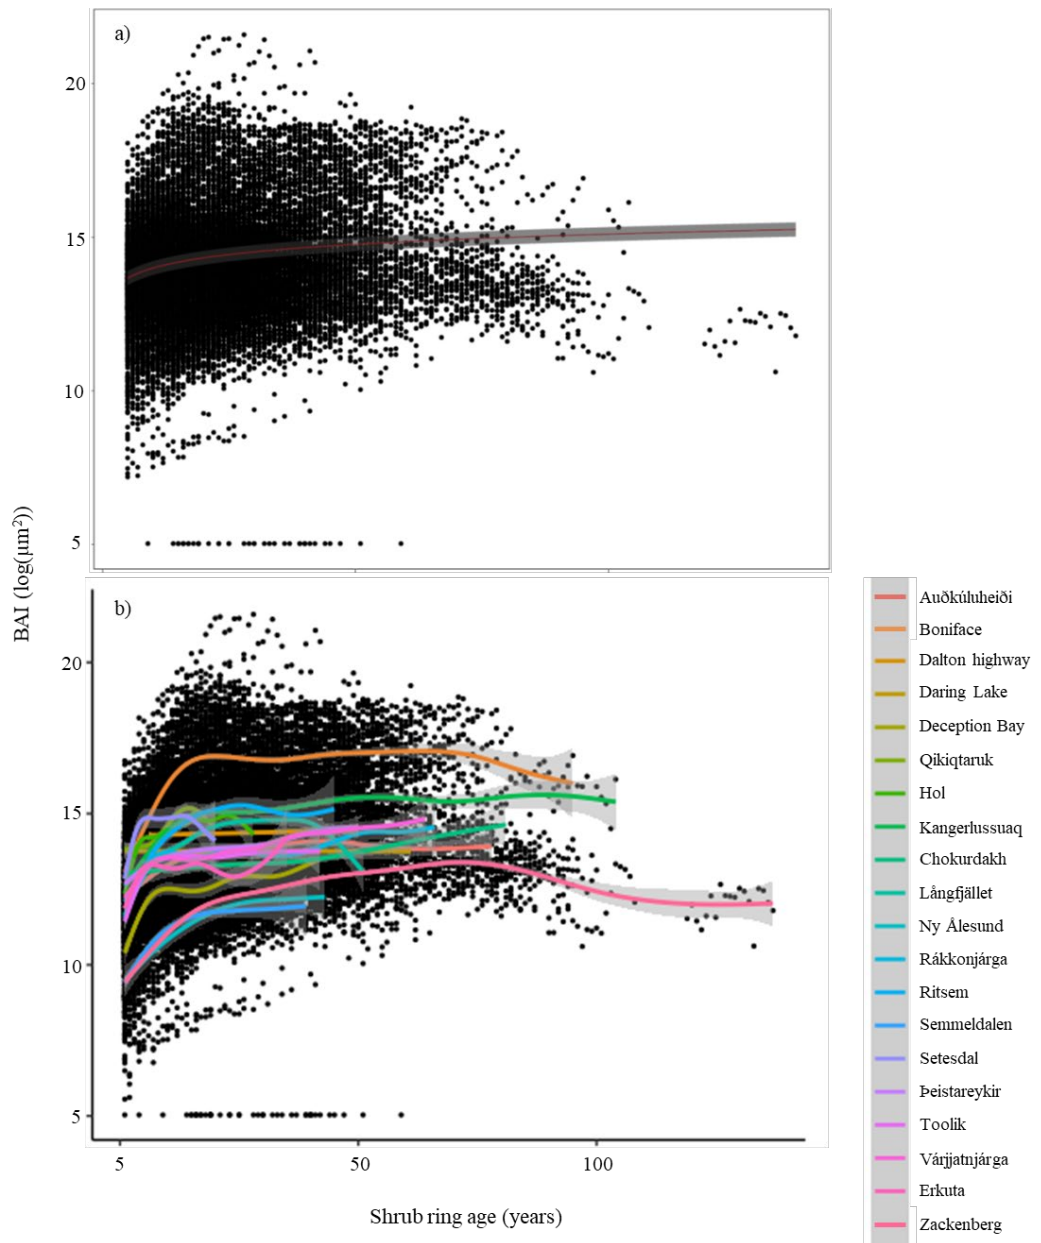 a)
20
15
10
5
BAI (log(μm²))
b)
20
15
10
5
5 50 100
Shrub ring age (years)
Auðkúluheiði
Boniface
Dalton highway
Daring Lake
Deception Bay
Qikiqtaruk
Hol
Kangerlussuaq
Chokurdakh
Långfjället
Ny Ålesund
Rákkonjárga
Ritsem
Semmeldalen
Setesdal
Þeistareykir
Toolik
Várjjatnjárga
Erkuta
Zackenberg